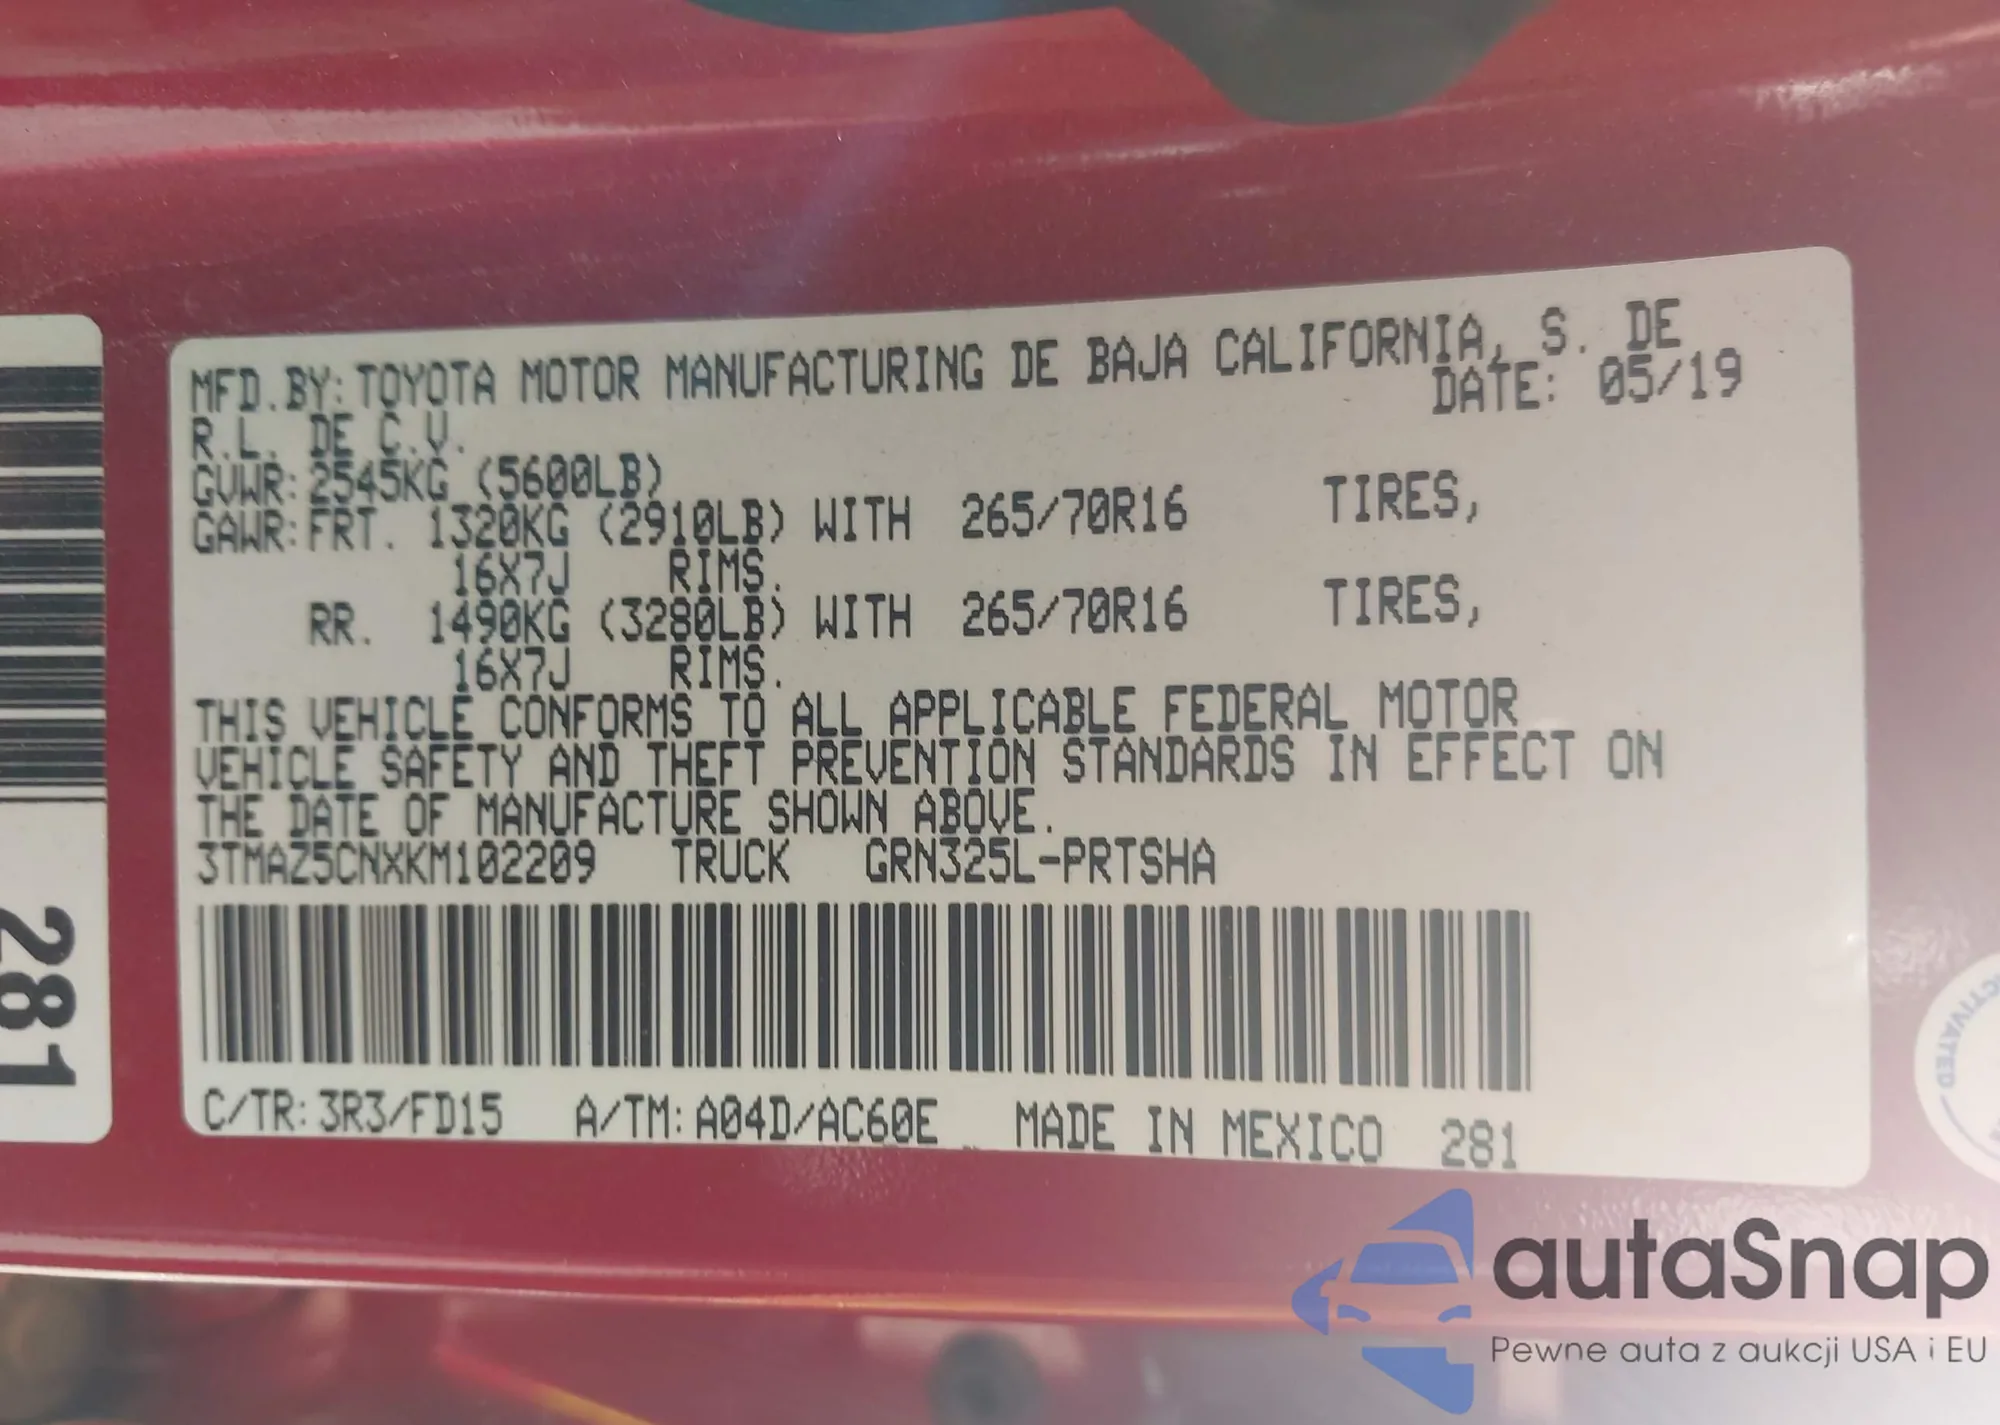 MFD.BY: TOYOTA MOTOR MANUFACTURING DE BAJA CALIFORNIA, S. DE
R.L. DE C.V. DATE: 05/19
GVWR: 2545KG (5600LB)
GAWR: FRT. 1320KG (2910LB) WITH 265/70R16 TIRES,
16X7J RIMS.
RR. 1490KG (3280LB) WITH 265/70R16 TIRES,
16X7J RIMS.
THIS VEHICLE CONFORMS TO ALL APPLICABLE FEDERAL MOTOR
VEHICLE SAFETY AND THEFT PREVENTION STANDARDS IN EFFECT ON
THE DATE OF MANUFACTURE SHOWN ABOVE.
3TMAZ5CNXKM102209 TRUCK GRN325L-PRTSHA
C/TR: 3R3/FD15 A/TM: A04D/AC60E MADE IN MEXICO 281
281
autaSnap
Pewne auta z aukcji USA i EU